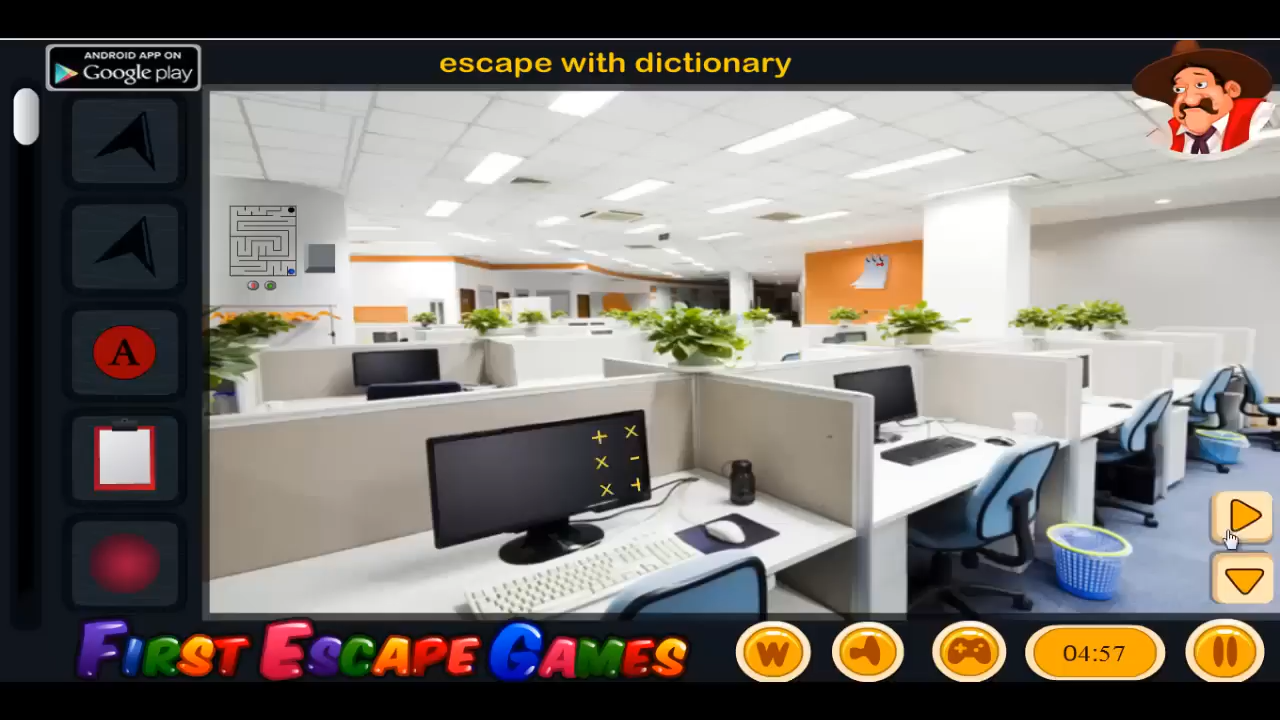 ANDROID APP ON
Google play
escape with dictionary
A
+ ×
× -
× +
FIRST ESCAPE GAMES
W
04:57